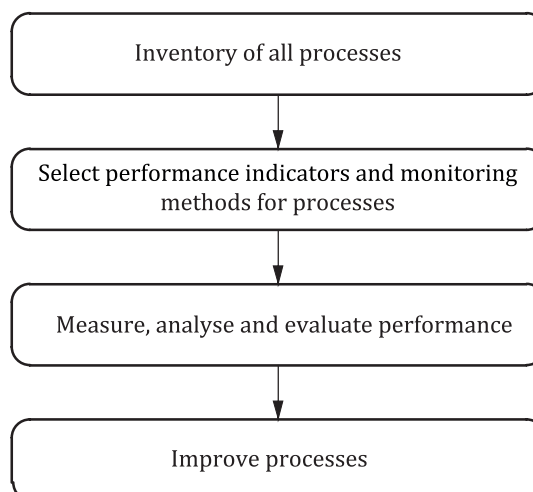 Inventory of all processes
Select performance indicators and monitoring
methods for processes
Measure, analyse and evaluate performance
Improve processes